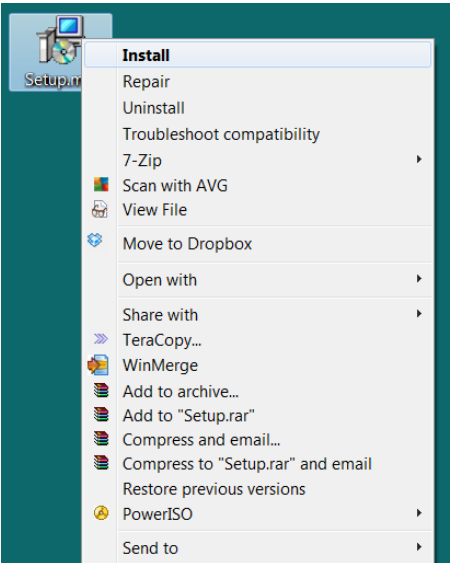 Setup.m
Install
Repair
Uninstall
Troubleshoot compatibility
7-Zip
Scan with AVG
View File
Move to Dropbox
Open with
Share with
TeraCopy...
WinMerge
Add to archive...
Add to "Setup.rar"
Compress and email...
Compress to "Setup.rar" and email
Restore previous versions
PowerISO
Send to